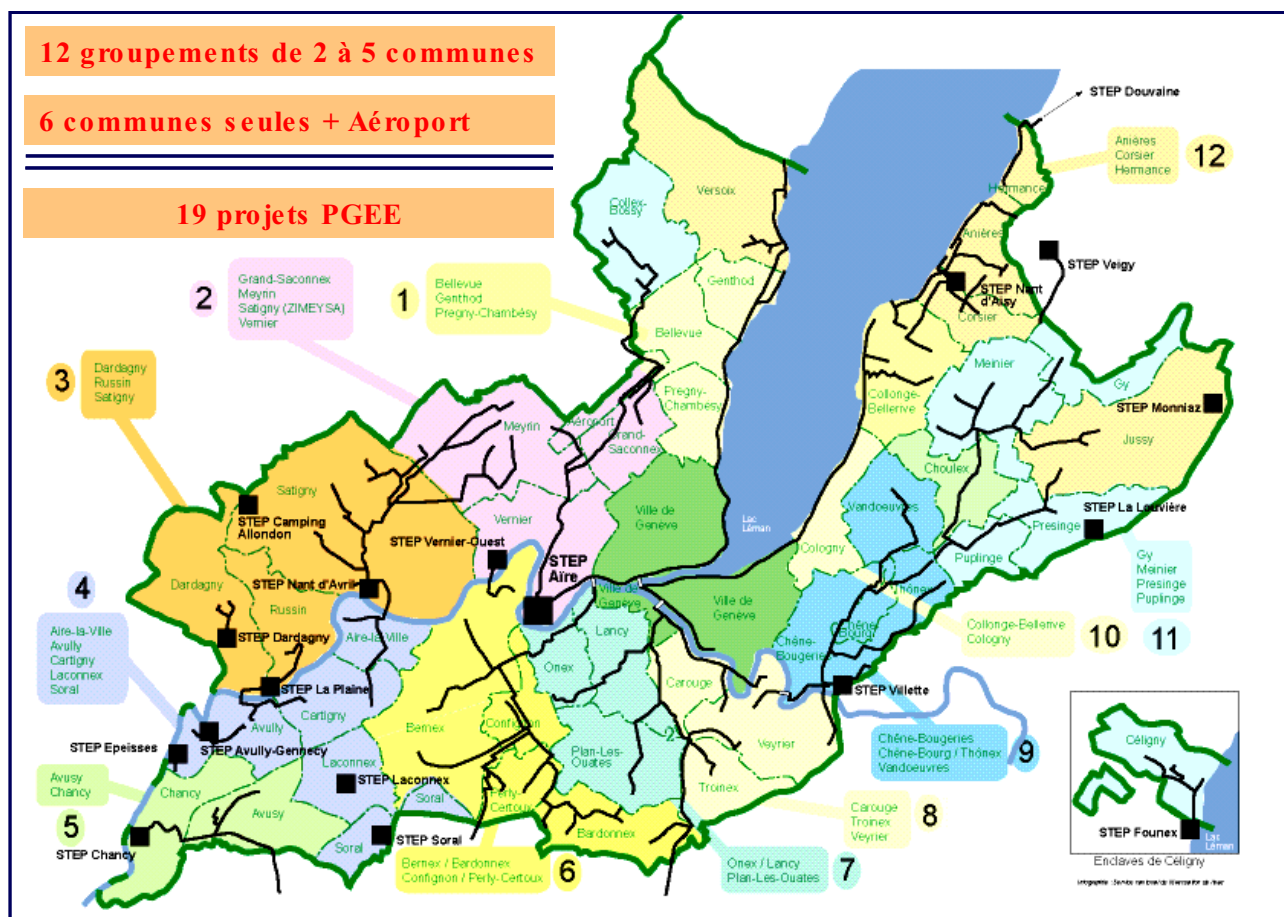 12 groupements de 2 à 5 communes
6 communes seules + Aéroport
19 projets PGEE
STEP Douvaine
Anières
Corsier
Hermance
12
Versoix
Collex-
Bossy
Hermance
Anières
STEP Veigy
2
Grand-Saconnex
Meyrin
Satigny (ZIMEYSA)
Vernier
1
Bellevue
Genthod
Pregny-Chambésy
Genthod
STEP Nant
d'Aisy
Corsier
Bellevue
Meinier
Gy
3
Dardagny
Russin
Satigny
Pregny-
Chambésy
Collonge-
Bellerive
STEP Monniaz
Jussy
Meyrin
Aéroport
Grand-
Saconnex
Choulex
Satigny
Vandoeuvres
STEP La Louvière
Presinge
STEP Camping
Allondon
Vernier
Ville de
Genève
Lac
Léman
STEP Vernier-Ouest
STEP
Aïre
Cologny
Puplinge
Gy
Meinier
Presinge
Puplinge
11
4
Dardagny
STEP Nant d'Avril
Thônex
Russin
Ville de
Genève
Ville de
Genève
Collonge-Bellerive
Cologny
10
Aire-la-Ville
Avully
Cartigny
Laconnex
Soral
STEP Dardagny
Aire-la-Ville
Lancy
Chêne-
Bourg
Chêne-
Bougeries
Onex
STEP La Plaine
Carouge
STEP Villette
Cartigny
Avully
Bernex
Confignon
STEP Epeisses
STEP Avully-Gennecy
Veyrier
Chêne-Bougeries
Chêne-Bourg / Thônex
Vandoeuvres
9
Céligny
Plan-Les-
Ouates
2
Laconnex
Avusy
Chancy
5
Chancy
STEP Laconnex
Troinex
Soral
Perly-
Certoux
Carouge
Troinex
Veyrier
8
Avusy
Bardonnex
STEP Chancy
Soral
STEP Soral
STEP Founex
Lac
Léman
Bernex / Bardonnex
Confignon / Perly-Certoux
6
Onex / Lancy
Plan-Les-Ouates
7
Enclaves de Céligny